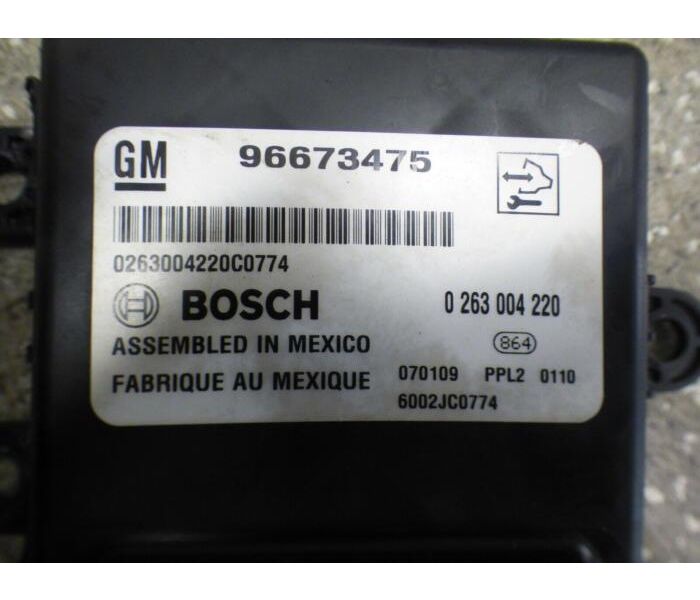 GM 96673475
0263004220C0774
BOSCH 0 263 004 220
ASSEMBLED IN MEXICO 864
FABRIQUE AU MEXIQUE 070109 PPL2 0110
6002JC0774